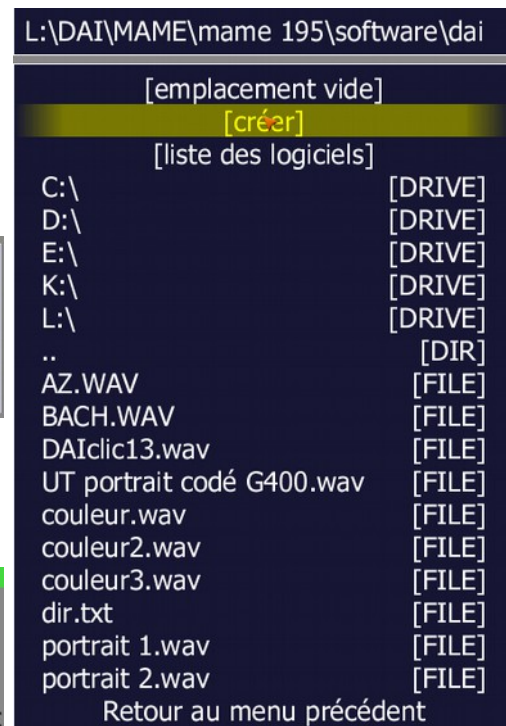 L:\DAI\MAME\mame 195\software\dai
[emplacement vide]
[créer]
[liste des logiciels]
C:\ [DRIVE]
D:\ [DRIVE]
E:\ [DRIVE]
K:\ [DRIVE]
L:\ [DRIVE]
.. [DIR]
AZ.WAV [FILE]
BACH.WAV [FILE]
DAIclic13.wav [FILE]
UT portrait codé G400.wav [FILE]
couleur.wav [FILE]
couleur2.wav [FILE]
couleur3.wav [FILE]
dir.txt [FILE]
portrait 1.wav [FILE]
portrait 2.wav [FILE]
Retour au menu précédent